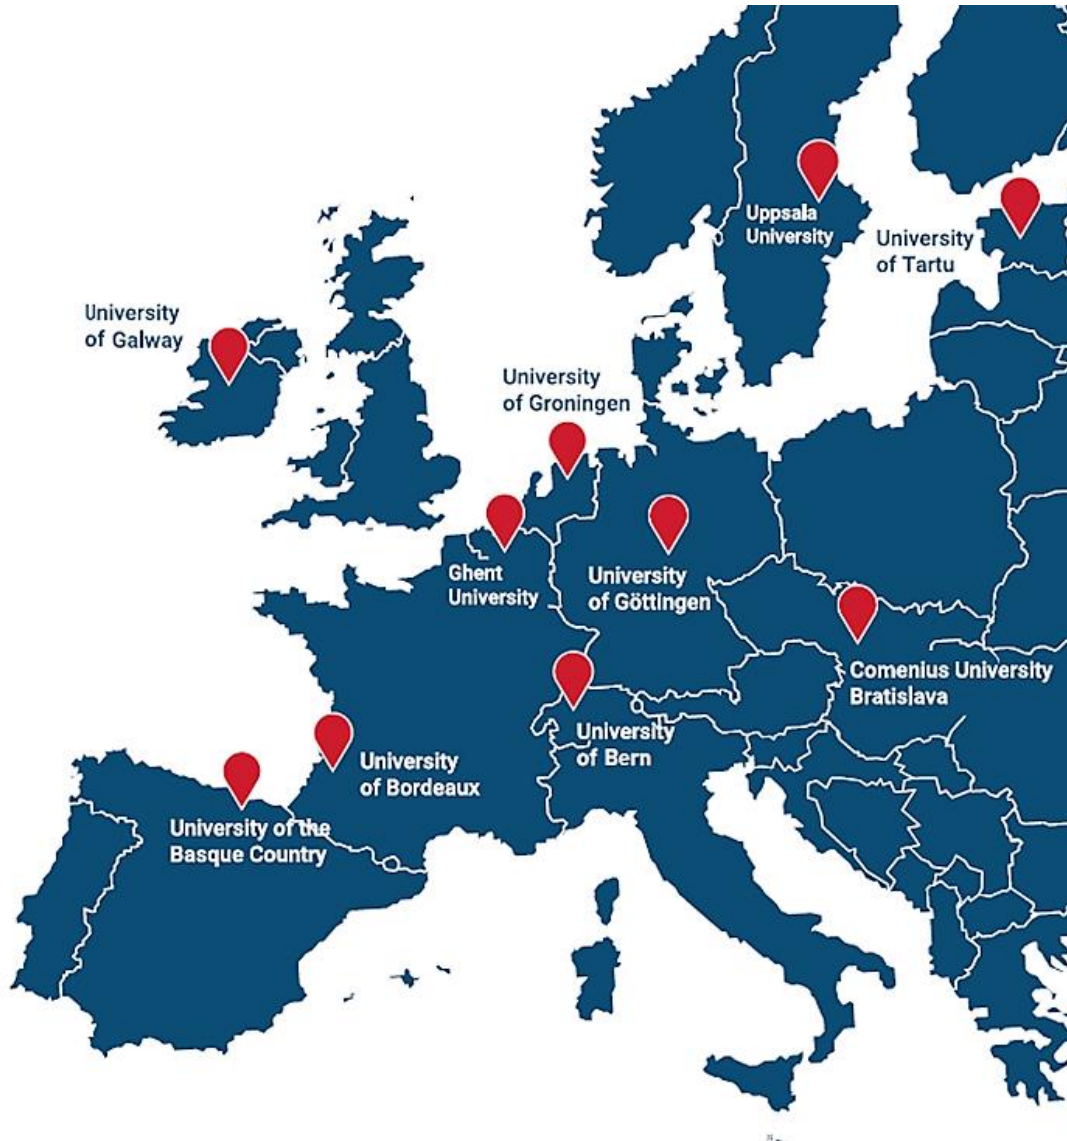 Uppsala
University
University
of Tartu
University
of Galway
University
of Groningen
Ghent
University
University
of Göttingen
Comenius University
Bratislava
University
of Bern
University
of Bordeaux
University of the
Basque Country